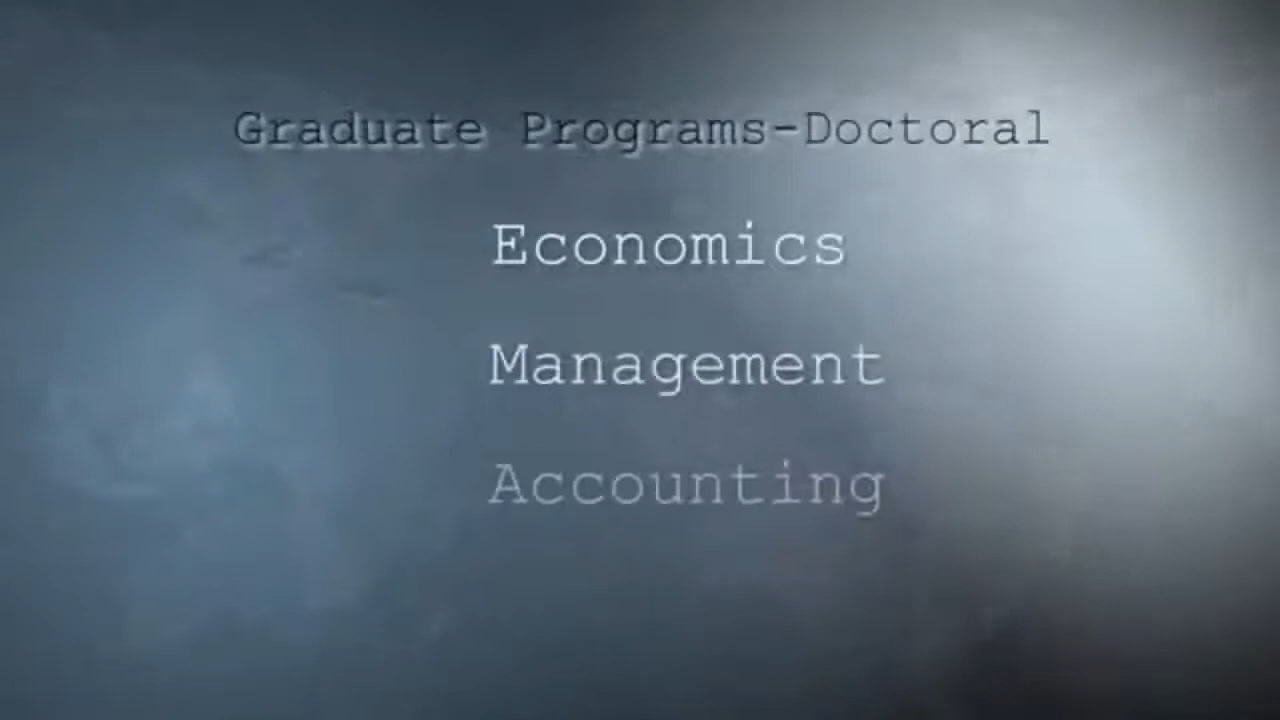 Graduate Programs-Doctoral
Economics
Management
Accounting